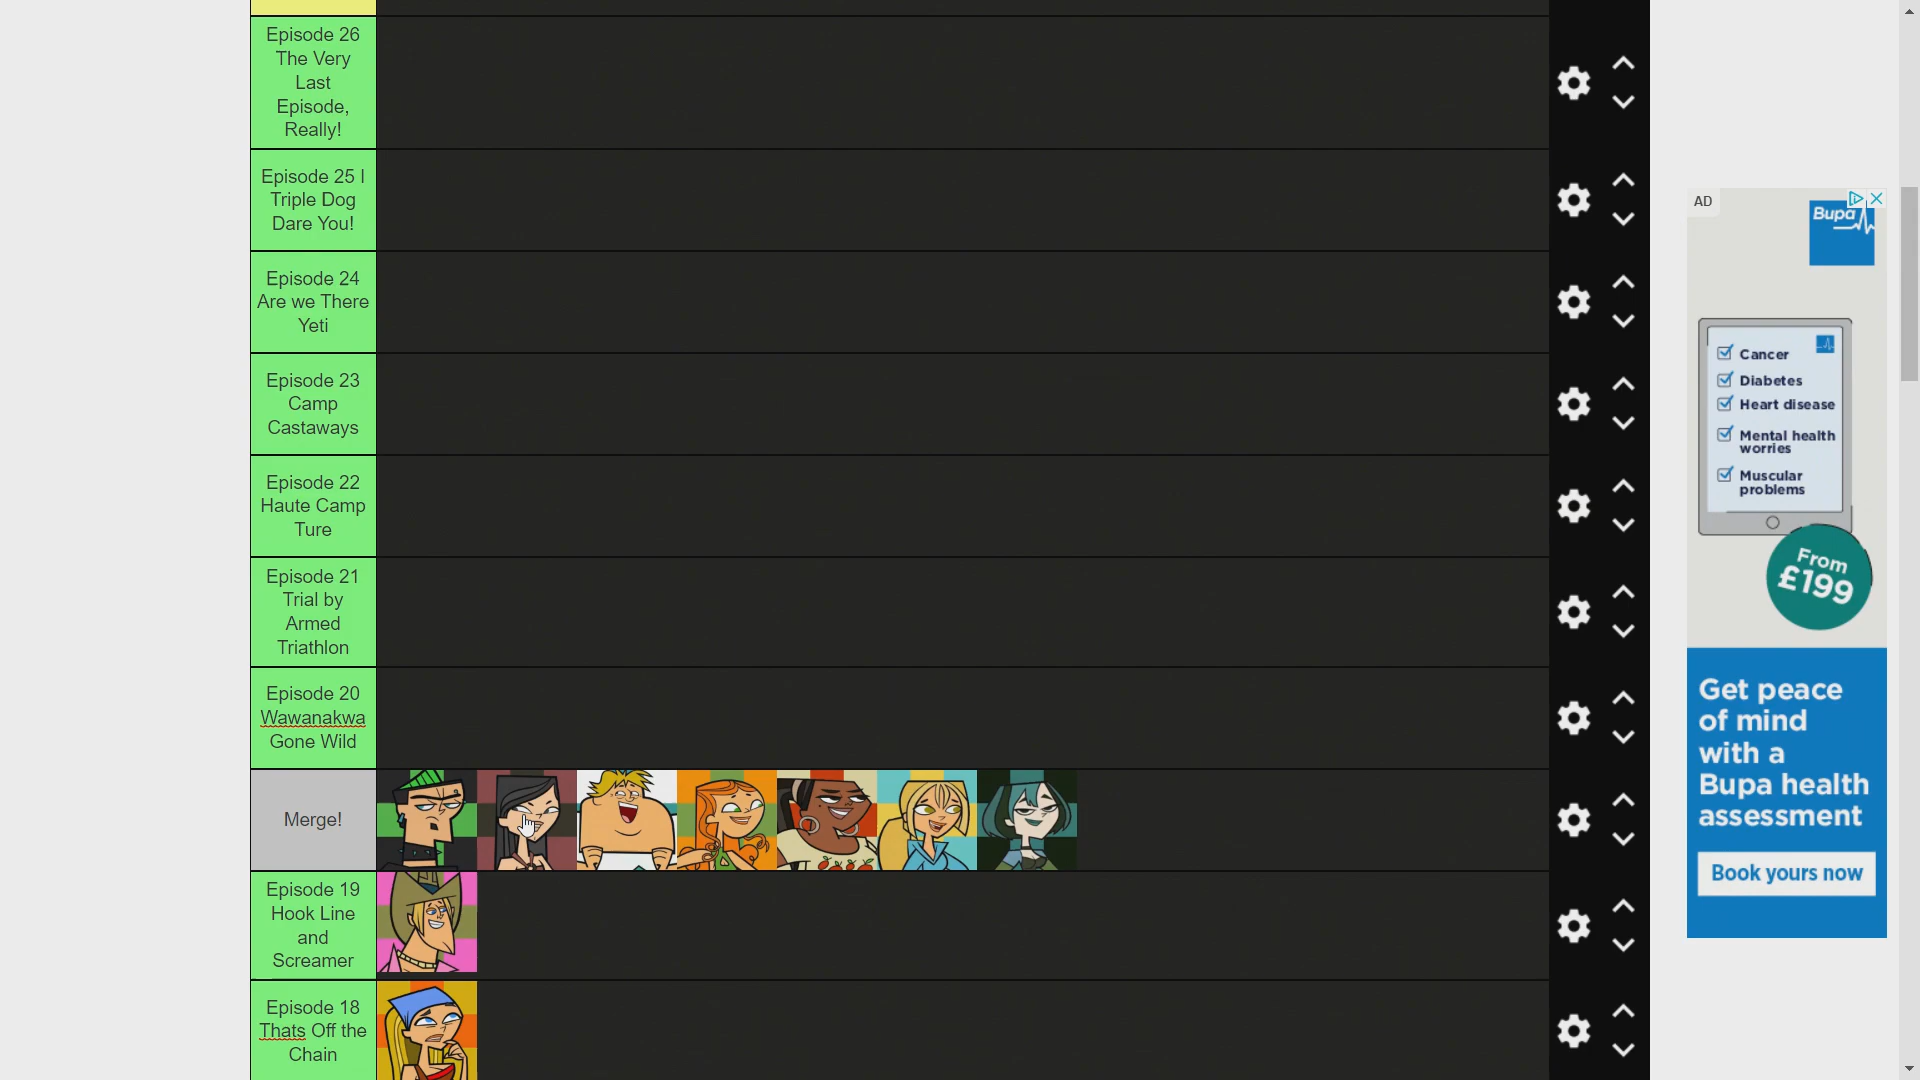 Episode 26
The Very
Last
Episode,
Really!
Episode 25 I
Triple Dog
Dare You!
Episode 24
Are we There
Yeti
Episode 23
Camp
Castaways
Episode 22
Haute Camp
Ture
Episode 21
Trial by
Armed
Triathlon
Episode 20
Wawanakwa
Gone Wild
Merge!
Episode 19
Hook Line
and
Screamer
Episode 18
Thats Off the
Chain
AD
Bupa
Cancer
Diabetes
Heart disease
Mental health
worries
Muscular
problems
From
£199
Get peace
of mind
with a
Bupa health
assessment
Book yours now